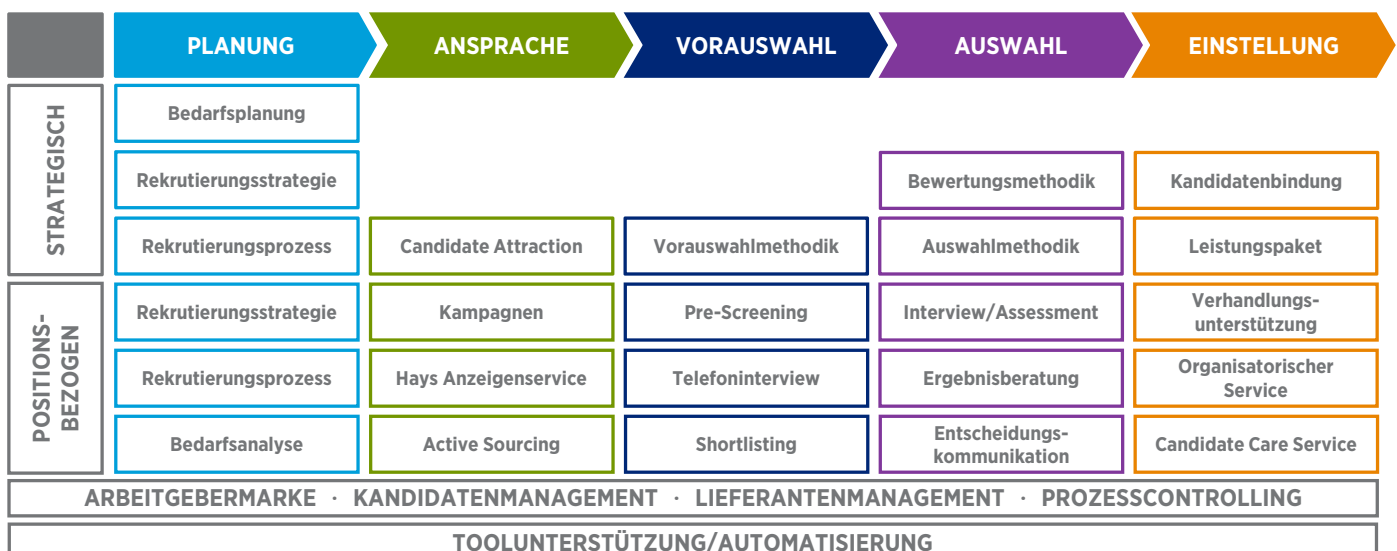 PLANUNG
ANSPRACHE
VORAUSWAHL
AUSWAHL
EINSTELLUNG
STRATEGISCH
Bedarfsplanung
Rekrutierungsstrategie
Bewertungsmethodik
Kandidatenbindung
Rekrutierungsprozess
Candidate Attraction
Vorauswahlmethodik
Auswahlmethodik
Leistungspaket
POSITIONS-
BEZOGEN
Rekrutierungsstrategie
Kampagnen
Pre-Screening
Interview/Assessment
Verhandlungs-
unterstützung
Rekrutierungsprozess
Hays Anzeigenservice
Telefoninterview
Ergebnisberatung
Organisatorischer
Service
Bedarfsanalyse
Active Sourcing
Shortlisting
Entscheidungs-
kommunikation
Candidate Care Service
ARBEITGEBERMARKE · KANDIDATENMANAGEMENT · LIEFERANTENMANAGEMENT · PROZESSCONTROLLING
TOOLUNTERSTÜTZUNG/AUTOMATISIERUNG